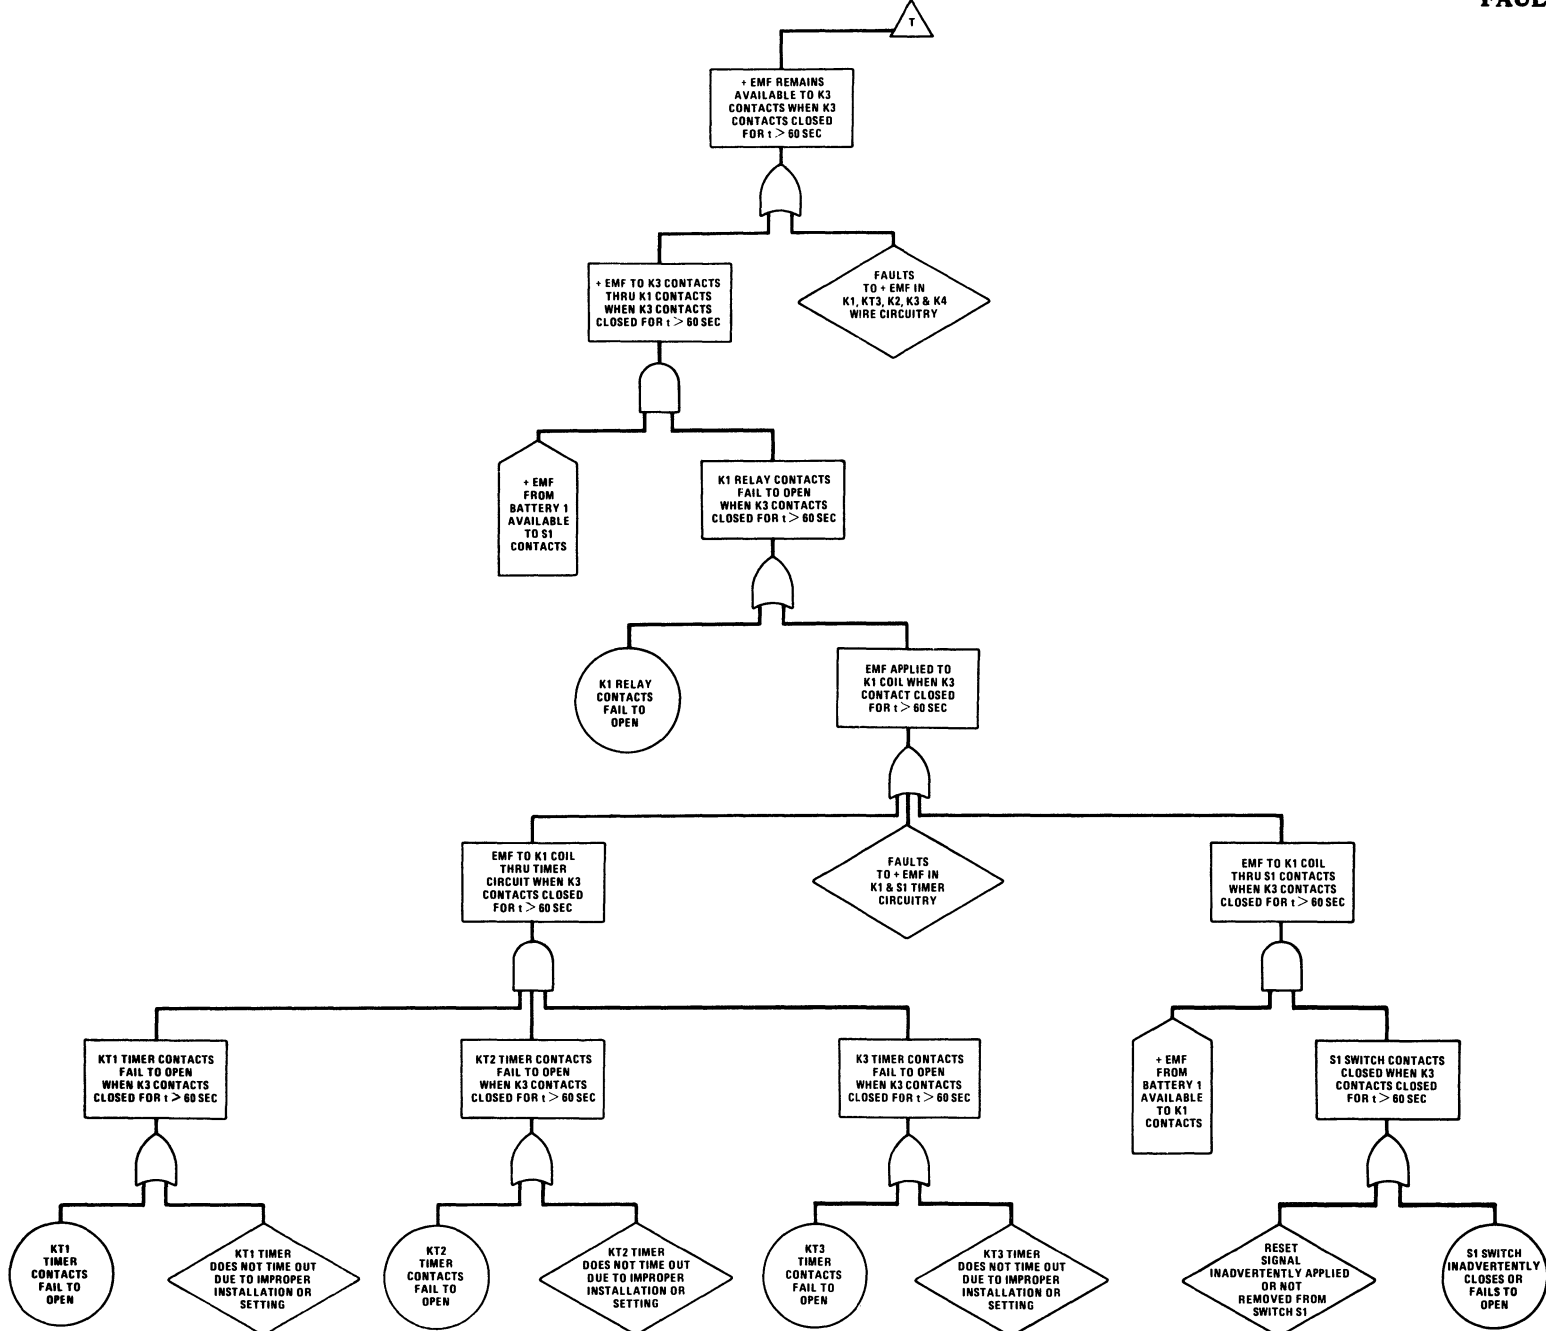 FAUL
T
+ EMF REMAINS
AVAILABLE TO K3
CONTACTS WHEN K3
CONTACTS CLOSED
FOR t > 60 SEC
+ EMF TO K3 CONTACTS
THRU K1 CONTACTS
WHEN K3 CONTACTS
CLOSED FOR t > 60 SEC
FAULTS
TO + EMF IN
K1, KT3, K2, K3 & K4
WIRE CIRCUITRY
+ EMF
FROM
BATTERY 1
AVAILABLE
TO S1
CONTACTS
K1 RELAY CONTACTS
FAIL TO OPEN
WHEN K3 CONTACTS
CLOSED FOR t > 60 SEC
K1 RELAY
CONTACTS
FAIL TO
OPEN
EMF APPLIED TO
K1 COIL WHEN K3
CONTACT CLOSED
FOR t > 60 SEC
EMF TO K1 COIL
THRU TIMER
CIRCUIT WHEN K3
CONTACTS CLOSED
FOR t > 60 SEC
FAULTS
TO + EMF IN
K1 & S1 TIMER
CIRCUITRY
EMF TO K1 COIL
THRU S1 CONTACTS
WHEN K3 CONTACTS
CLOSED FOR t > 60 SEC
KT1 TIMER CONTACTS
FAIL TO OPEN
WHEN K3 CONTACTS
CLOSED FOR t > 60 SEC
KT2 TIMER CONTACTS
FAIL TO OPEN
WHEN K3 CONTACTS
CLOSED FOR t > 60 SEC
K3 TIMER CONTACTS
FAIL TO OPEN
WHEN K3 CONTACTS
CLOSED FOR t > 60 SEC
+ EMF
FROM
BATTERY 1
AVAILABLE
TO K1
CONTACTS
S1 SWITCH CONTACTS
CLOSED WHEN K3
CONTACTS CLOSED
FOR t > 60 SEC
KT1
TIMER
CONTACTS
FAIL TO
OPEN
KT1 TIMER
DOES NOT TIME OUT
DUE TO IMPROPER
INSTALLATION OR
SETTING
KT2
TIMER
CONTACTS
FAIL TO
OPEN
KT2 TIMER
DOES NOT TIME OUT
DUE TO IMPROPER
INSTALLATION OR
SETTING
KT3
TIMER
CONTACTS
FAIL TO
OPEN
KT3 TIMER
DOES NOT TIME OUT
DUE TO IMPROPER
INSTALLATION OR
SETTING
RESET
SIGNAL
INADVERTENTLY APPLIED
OR NOT
REMOVED FROM
SWITCH S1
S1 SWITCH
INADVERTENTLY
CLOSES OR
FAILS TO
OPEN